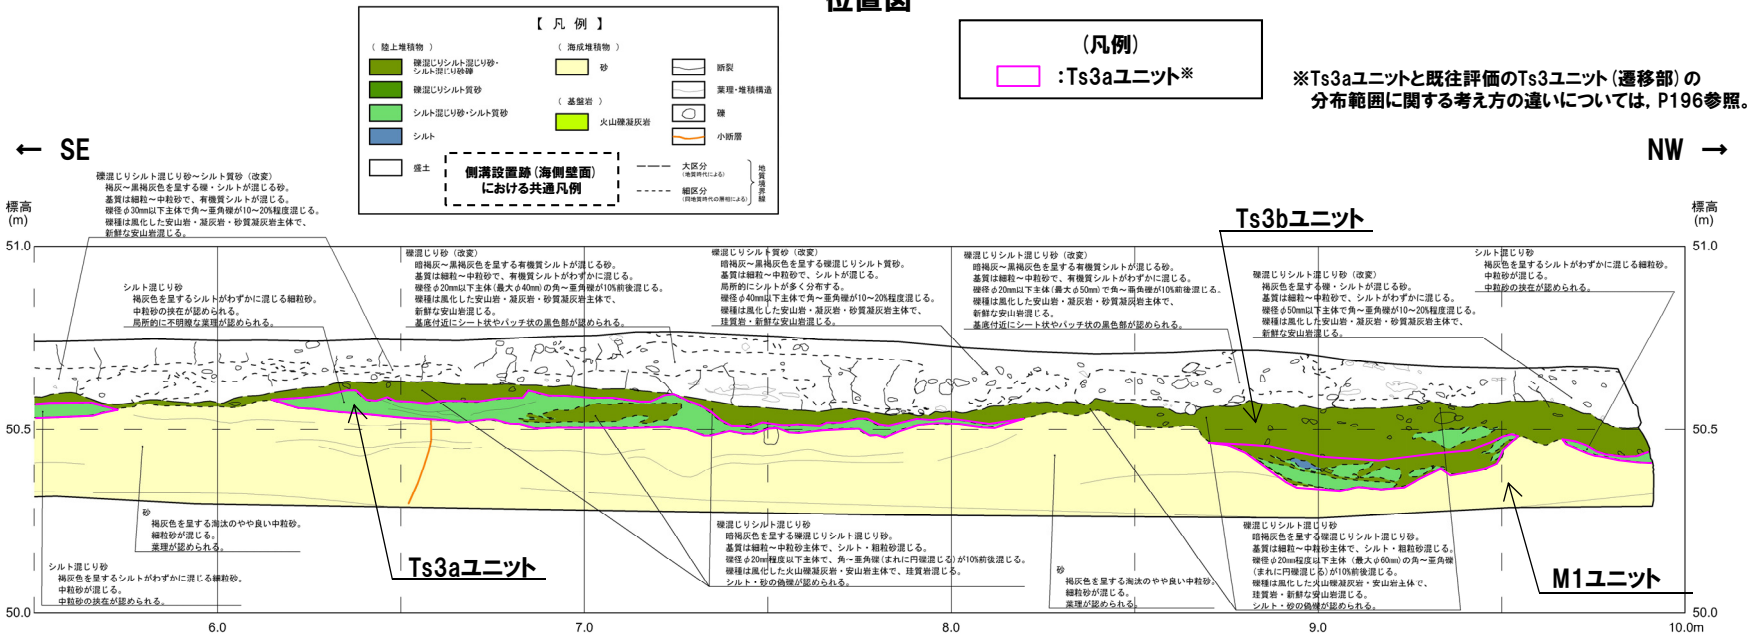 位置図
【 凡 例 】
( 陸上堆積物 )
礫混じりシルト混じり砂・
シルト混じり砂礫
礫混じりシルト質砂
シルト混じり砂・シルト質砂
シルト
盛土
( 海成堆積物 )
砂
( 基盤岩 )
火山礫凝灰岩
断裂
葉理・堆積構造
礫
小断層
側溝設置跡(海側壁面)
における共通凡例
大区分
(地質時代による)
細区分
(同地質時代の層相による)
地質境界線
(凡例)
:Ts3aユニット※
※Ts3aユニットと既往評価のTs3ユニット(遷移部)の
分布範囲に関する考え方の違いについては,P196参照。
← SE
NW →
標高
(m)
標高
(m)
51.0
51.0
50.5
50.5
50.0
50.0
礫混じりシルト混じり砂~シルト質砂(改変)
褐灰~黒褐灰色を呈する礫・シルトが混じる砂。
基質は細粒~中粒砂で、有機質シルトが混じる。
礫径φ30mm以下主体で角~亜角礫が10~20%程度混じる。
礫種は風化した安山岩・凝灰岩・砂質凝灰岩主体で、
新鮮な安山岩混じる。
シルト混じり砂
褐灰色を呈するシルトがわずかに混じる細粒砂。
中粒砂の挟在が認められる。
局所的に不明瞭な葉理が認められる。
礫混じり砂(改変)
暗褐灰~黒褐灰色を呈する有機質シルトが混じる砂。
基質は細粒~中粒砂で、有機質シルトがわずかに混じる。
礫径φ20mm以下主体(最大φ40mm)の角~亜角礫が10%前後混じる。
礫種は風化した安山岩・凝灰岩・砂質凝灰岩主体で、
新鮮な安山岩混じる。
基底付近にシート状やパッチ状の黒色部が認められる。
礫混じりシルト質砂(改変)
暗褐灰~黒褐灰色を呈する礫混じりシルト質砂。
基質は細粒~中粒砂で、シルトが混じる。
局所的にシルトが多く分布する。
礫径φ40mm以下主体で角~亜角礫が10~20%程度混じる。
礫種は風化した安山岩・凝灰岩・砂質凝灰岩主体で、
珪質岩・新鮮な安山岩混じる。
礫混じり砂(改変)
暗褐灰~黒褐灰色を呈する有機質シルトが混じる砂。
基質は細粒~中粒砂で、有機質シルトがわずかに混じる。
礫径φ20mm以下主体(最大φ50mm)で角~亜角礫が10%前後混じる。
礫種は風化した安山岩・凝灰岩・砂質凝灰岩主体で、
新鮮な安山岩混じる。
基底付近にシート状やパッチ状の黒色部が認められる。
Ts3bユニット
礫混じりシルト混じり砂(改変)
褐灰色を呈する礫・シルトが混じる砂。
基質は細粒~中粒砂で、シルトがわずかに混じる。
礫径φ50mm以下主体で角~亜角礫が10~20%程度混じる。
礫種は風化した安山岩・凝灰岩・砂質凝灰岩主体で、
新鮮な安山岩混じる。
シルト混じり砂
褐灰色を呈するシルトがわずかに混じる細粒砂。
中粒砂が混じる。
中粒砂の挟在が認められる。
砂
褐灰色を呈する淘汰のやや良い中粒砂。
細粒砂が混じる。
葉理が認められる。
シルト混じり砂
褐灰色を呈するシルトがわずかに混じる細粒砂。
中粒砂が混じる。
中粒砂の挟在が認められる。
Ts3aユニット
礫混じりシルト混じり砂
暗褐灰色を呈する礫混じりシルト混じり砂。
基質は細粒~中粒砂主体で、シルト・粗粒砂混じる。
礫径φ20mm程度以下主体で、角~亜角礫(まれに円礫混じる)が10%前後混じる。
礫種は風化した火山礫凝灰岩・安山岩主体で、珪質岩混じる。
シルト・砂の偽礫が認められる。
砂
褐灰色を呈する淘汰のやや良い中粒砂。
細粒砂が混じる。
葉理が認められる。
礫混じりシルト混じり砂
暗褐灰色を呈する礫混じりシルト混じり砂。
基質は細粒~中粒砂主体で、シルト・粗粒砂混じる。
礫径φ20mm程度以下主体(最大φ60mm)の角~亜角礫
(まれに円礫混じる)が10%前後混じる。
礫種は風化した火山礫凝灰岩・安山岩主体で、
珪質岩・新鮮な安山岩混じる。
シルト・砂の偽礫が認められる。
M1ユニット
6.0
7.0
8.0
9.0
10.0m